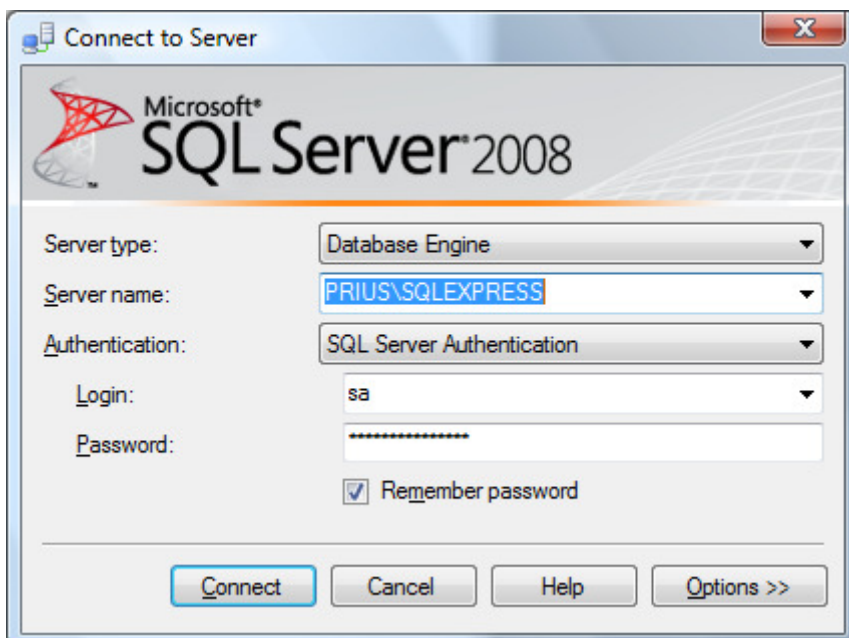 Connect to Server
Microsoft®
SQL Server® 2008
™
Server type: Database Engine
Server name: PRIUS\SQLEXPRESS
Authentication: SQL Server Authentication
Login: sa
Password: ***************
Remember password
Connect Cancel Help Options >>